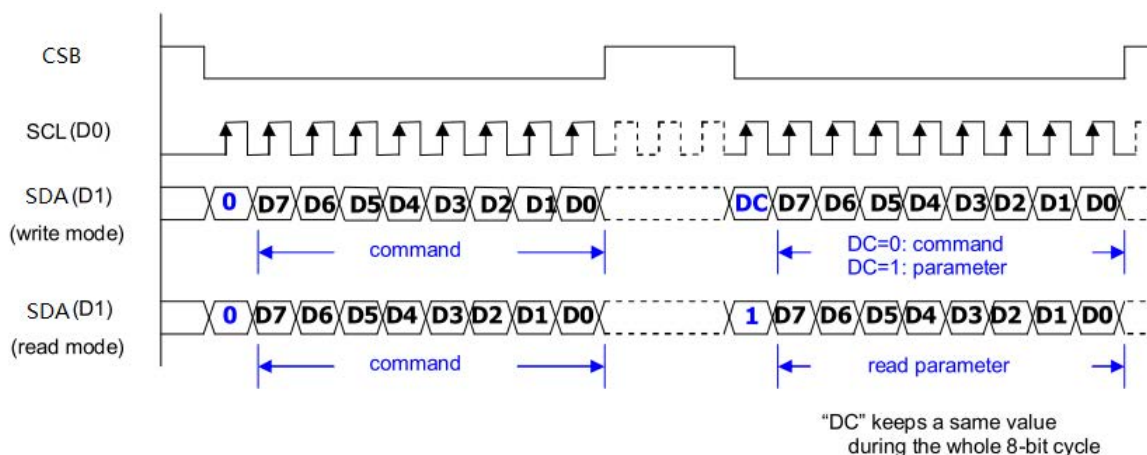 CSB
SCL(D0)
SDA(D1)
(write mode)
0 D7 D6 D5 D4 D3 D2 D1 D0
DC D7 D6 D5 D4 D3 D2 D1 D0
command
DC=0: command
DC=1: parameter
SDA(D1)
(read mode)
0 D7 D6 D5 D4 D3 D2 D1 D0
1 D7 D6 D5 D4 D3 D2 D1 D0
command
read parameter
“DC” keeps a same value
during the whole 8-bit cycle